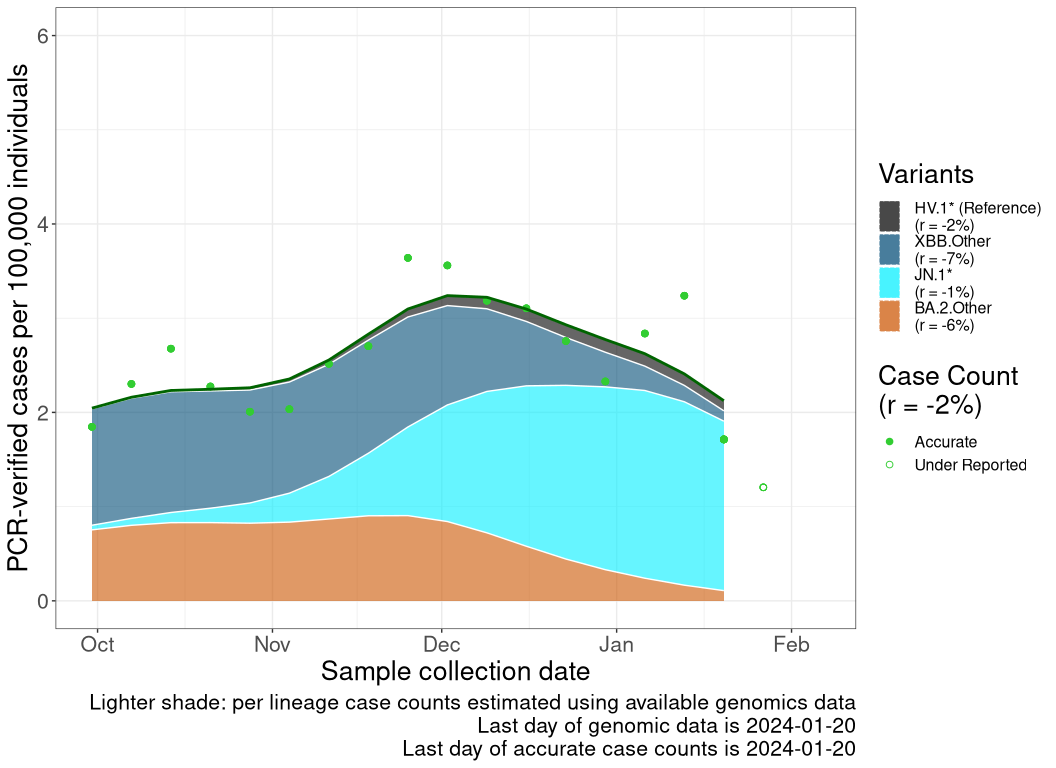 PCR-verified cases per 100,000 individuals
6
4
2
0
Oct
Nov
Dec
Jan
Feb
Sample collection date
Variants
HV.1* (Reference)
(r = -2%)
XBB.Other
(r = -7%)
JN.1*
(r = -1%)
BA.2.Other
(r = -6%)
Case Count
(r = -2%)
Accurate
Under Reported
Lighter shade: per lineage case counts estimated using available genomics data
Last day of genomic data is 2024-01-20
Last day of accurate case counts is 2024-01-20